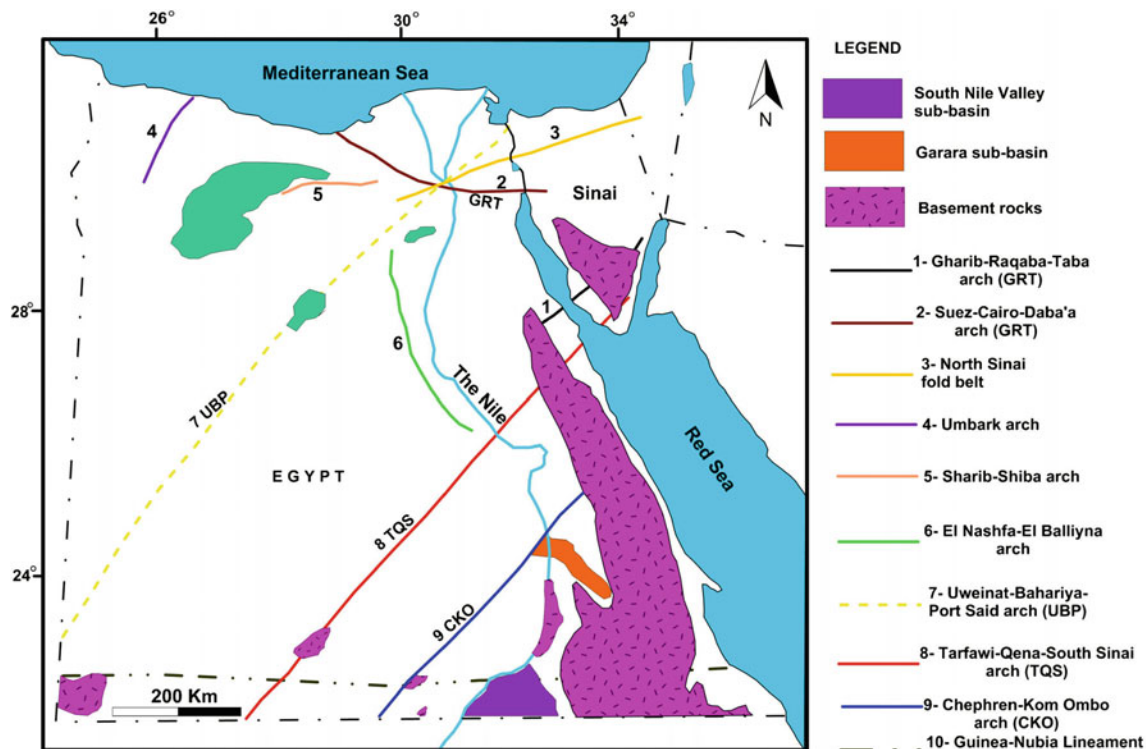 26°
30°
34°
Mediterranean Sea
N
4
3
5
2
GRT
Sinai
28°
1
6
The Nile
7 UBP
Red Sea
EGYPT
8 TQS
24°
9 CKO
200 Km
LEGEND
South Nile Valley
sub-basin
Garara sub-basin
Basement rocks
1- Gharib-Raqaba-Taba
arch (GRT)
2- Suez-Cairo-Daba'a
arch (GRT)
3- North Sinai
fold belt
4- Umbark arch
5- Sharib-Shiba arch
6- El Nashfa-El Balliyna
arch
7- Uweinat-Bahariya-
Port Said arch (UBP)
8- Tarfawi-Qena-South Sinai
arch (TQS)
9- Chephren-Kom Ombo
arch (CKO)
10- Guinea-Nubia Lineament